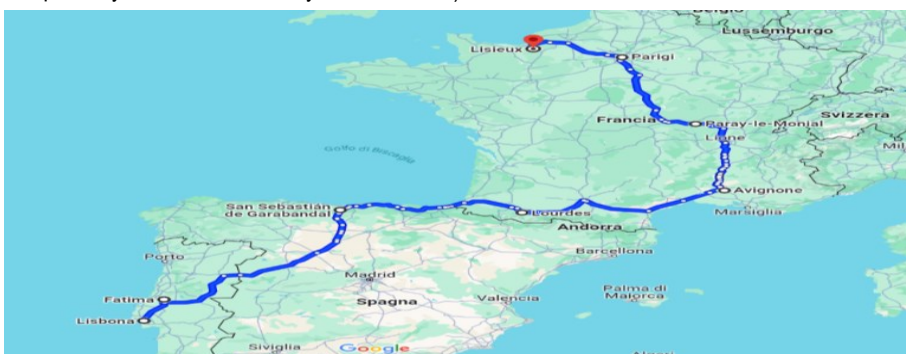 Belgio
Lussemburgo
Lisieux
Parigi
Francia
Paray-le-Monial
Svizzera
Golfo di Biscaglia
Avignone
Marsiglia
San Sebastián
de Garabandal
Lourdes
Andorra
Porto
Barcellona
Madrid
Palma di
Maiorca
Fatima
Spagna
Valencia
Lisbona
Siviglia
Google